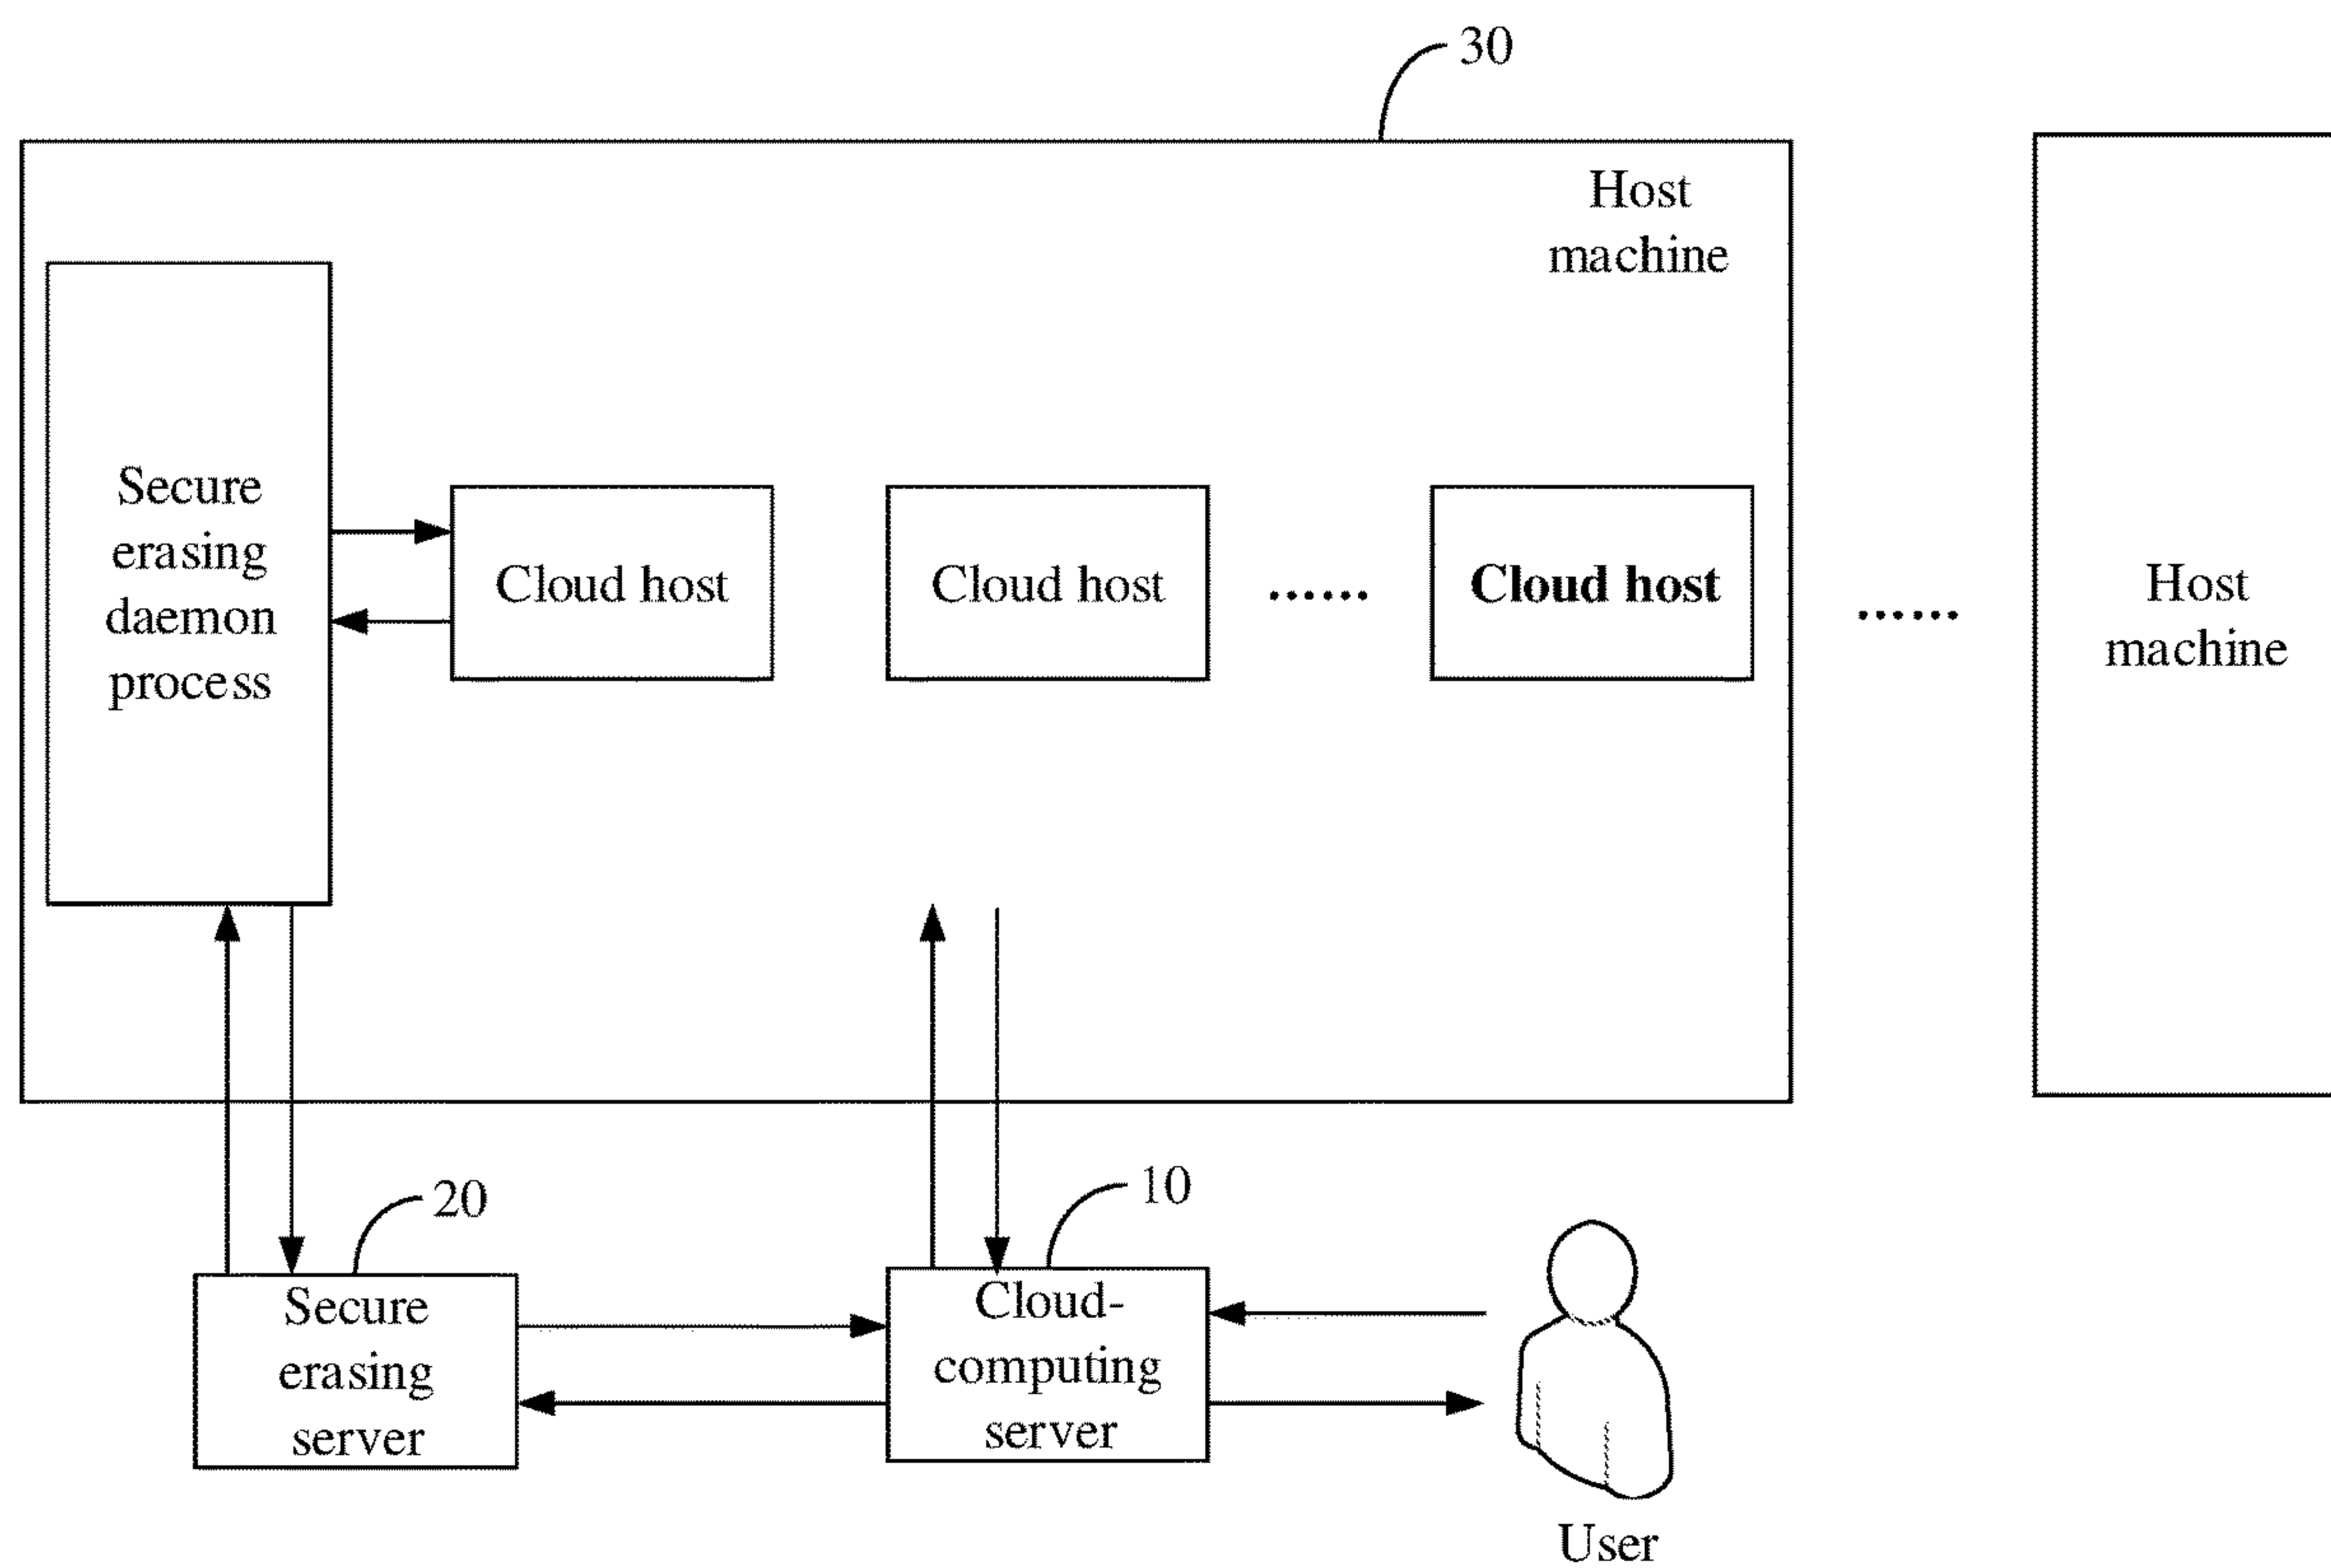 30
Host
machine
Secure
erasing
daemon
process
Cloud host
Cloud host
......
Cloud host
......
Host
machine
20
10
Secure
erasing
server
Cloud-
computing
server
User